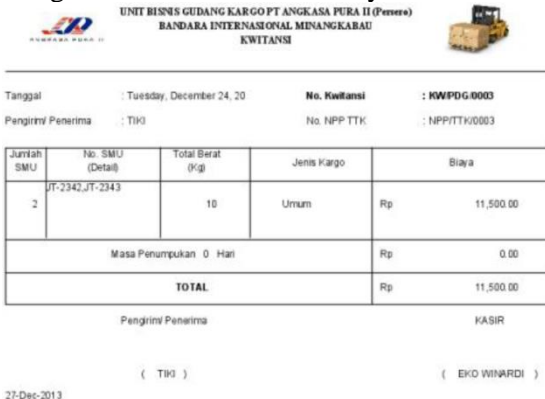 UNIT BISNIS GUDANG KARGO PT ANGKASA PURA II (Persero)
BANDARA INTERNASIONAL MINANGKABAU
KWITANSI
ANGKASA PURA II
Tanggal : Tuesday, December 24, 20 No. Kwitansi : KW/PDG/0003
Pengirim/ Penerima : TIKI No. NPP TTK : NPP/TTK/0003
Jumlah SMU No. SMU (Detail) Total Berat (Kg) Jenis Kargo Biaya
JT-2342,JT-2343
2 10 Umum Rp 11,500.00
Masa Penumpukan 0 Hari Rp 0.00
TOTAL Rp 11,500.00
Pengirim/ Penerima KASIR
( TIKI ) ( EKO WINARDI )
27-Dec-2013